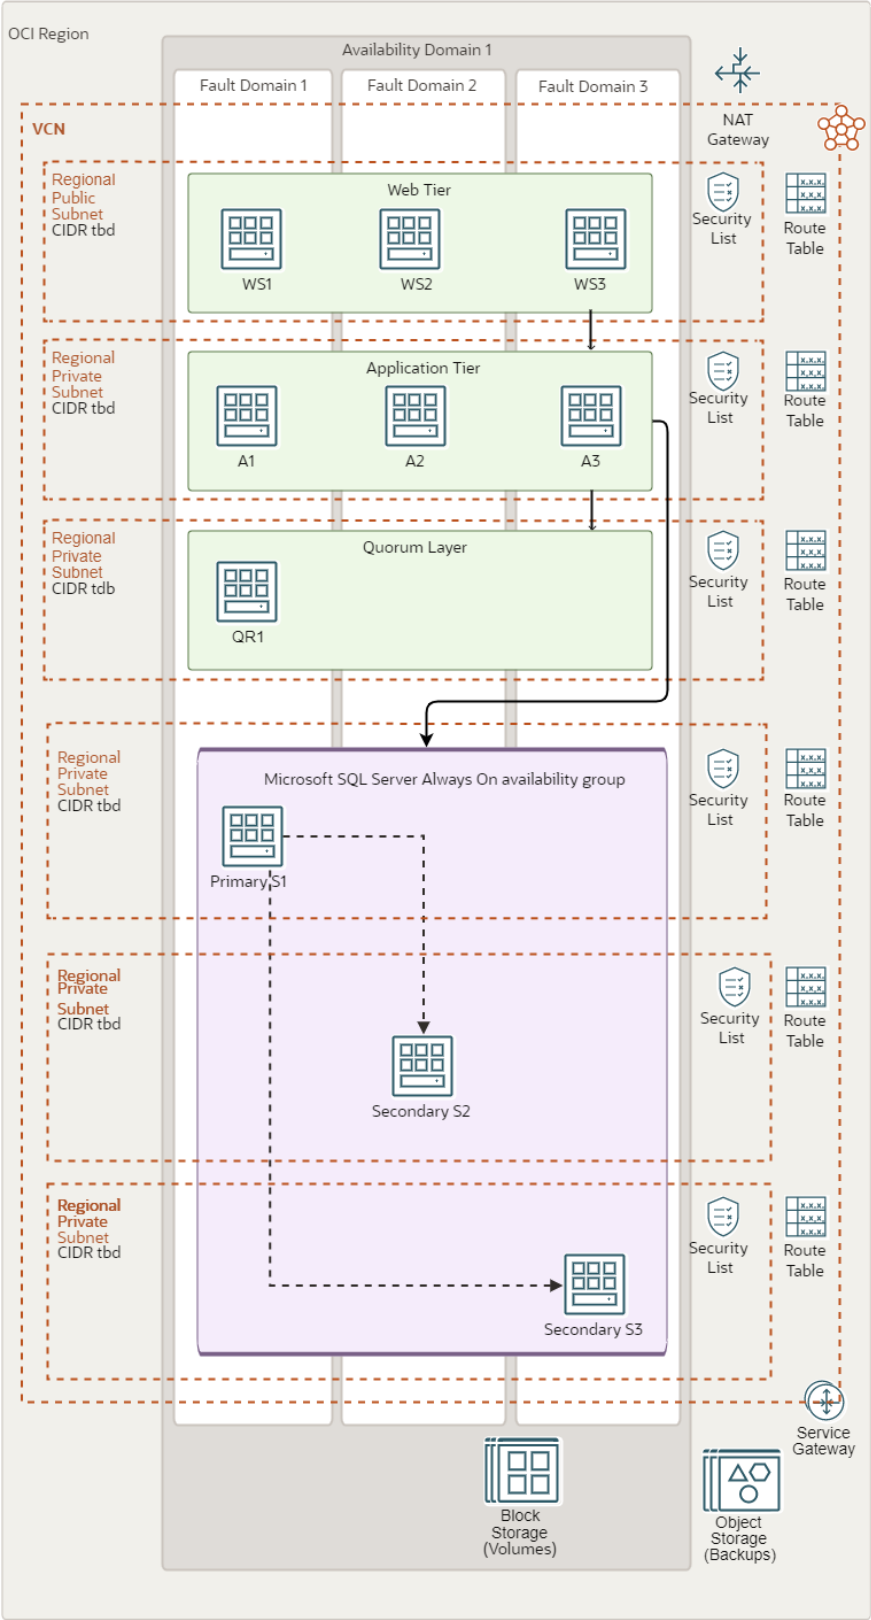 OCI Region
Availability Domain 1
Fault Domain 1
Fault Domain 2
Fault Domain 3
NAT
Gateway
VCN
Regional
Public
Subnet
CIDR tbd
Web Tier
WS1
WS2
WS3
Security
List
Route
Table
Regional
Private
Subnet
CIDR tbd
Application Tier
A1
A2
A3
Security
List
Route
Table
Regional
Private
Subnet
CIDR tdb
Quorum Layer
QR1
Security
List
Route
Table
Regional
Private
Subnet
CIDR tbd
Microsoft SQL Server Always On availability group
Primary S1
Security
List
Route
Table
Regional
Private
Subnet
CIDR tbd
Secondary S2
Security
List
Route
Table
Regional
Private
Subnet
CIDR tbd
Secondary S3
Security
List
Route
Table
Service
Gateway
Block
Storage
(Volumes)
Object
Storage
(Backups)